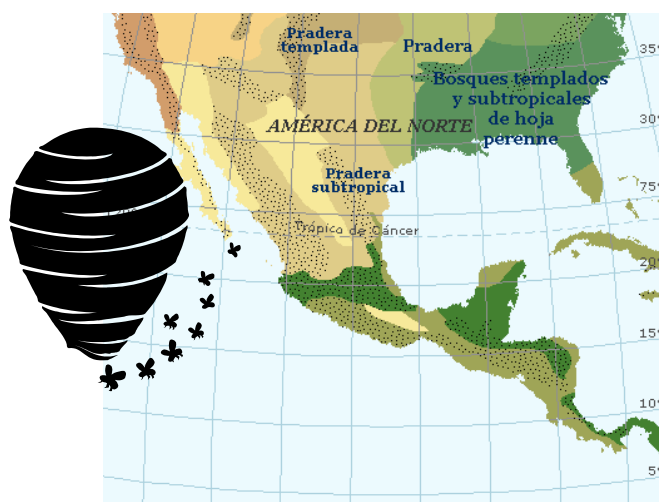 Pradera
templada
Pradera
35°
Bosques templados
y subtropicales
de hoja
perenne
AMÉRICA DEL NORTE
30°
Pradera
subtropical
25°
Trópico de Cáncer
20°
15°
10°
5°